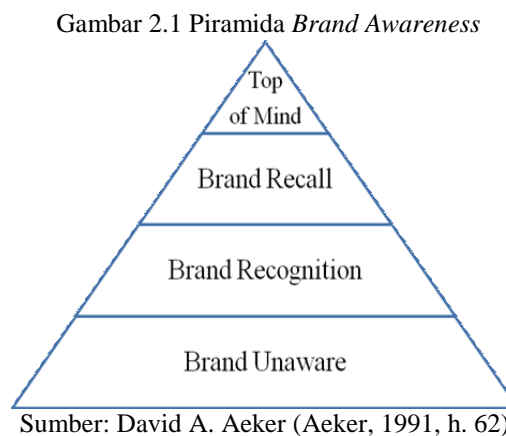 Gambar 2.1 Piramida Brand Awareness
Top
of Mind
Brand Recall
Brand Recognition
Brand Unaware
Sumber: David A. Aeker (Aeker, 1991, h. 62)